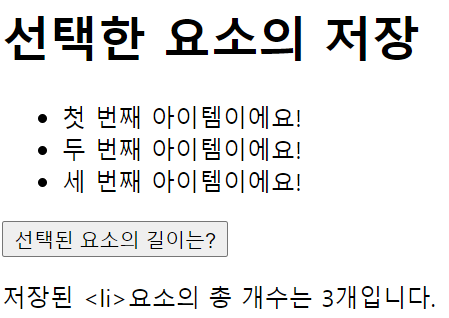 선택한 요소의 저장
첫 번째 아이템이에요!
두 번째 아이템이에요!
세 번째 아이템이에요!
선택된 요소의 길이는?
저장된 <li>요소의 총 개수는 3개입니다.